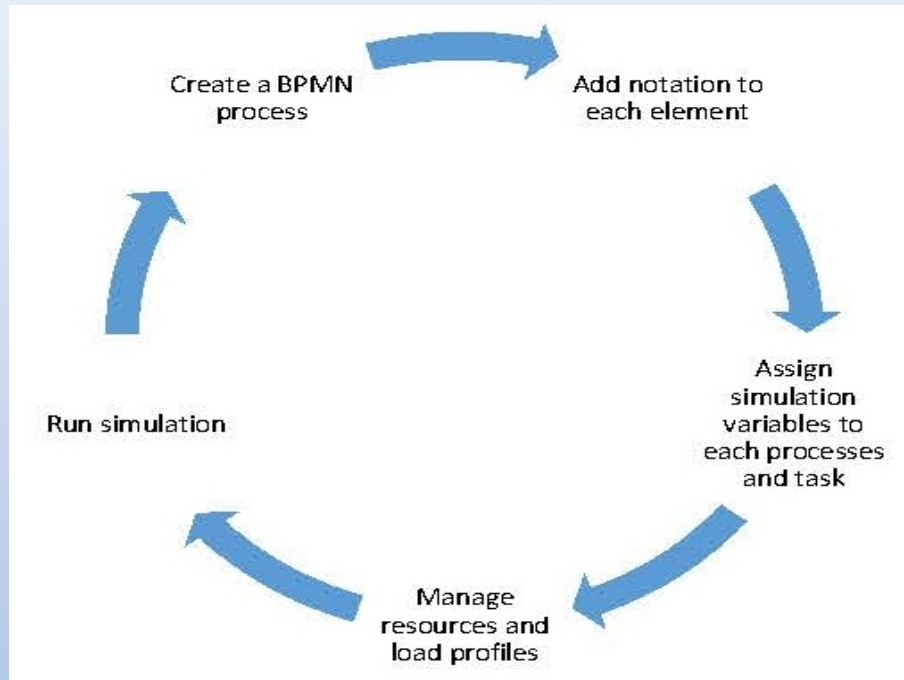 Create a BPMN
process
Add notation to
each element
Assign
simulation
variables to
each processes
and task
Manage
resources and
load profiles
Run simulation